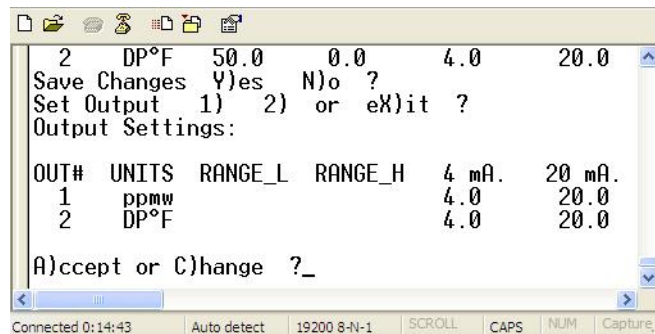 2 DP°F 50.0 0.0 4.0 20.0
Save Changes Y)es N)o ?
Set Output 1) 2) or eX)it ?
Output Settings:
OUT# UNITS RANGE_L RANGE_H 4 mA. 20 mA.
1 ppmw 4.0 20.0
2 DP°F 4.0 20.0
A)ccept or C)hange ?_
Connected 0:14:43 Auto detect 19200 8-N-1 SCROLL CAPS NUM Capture